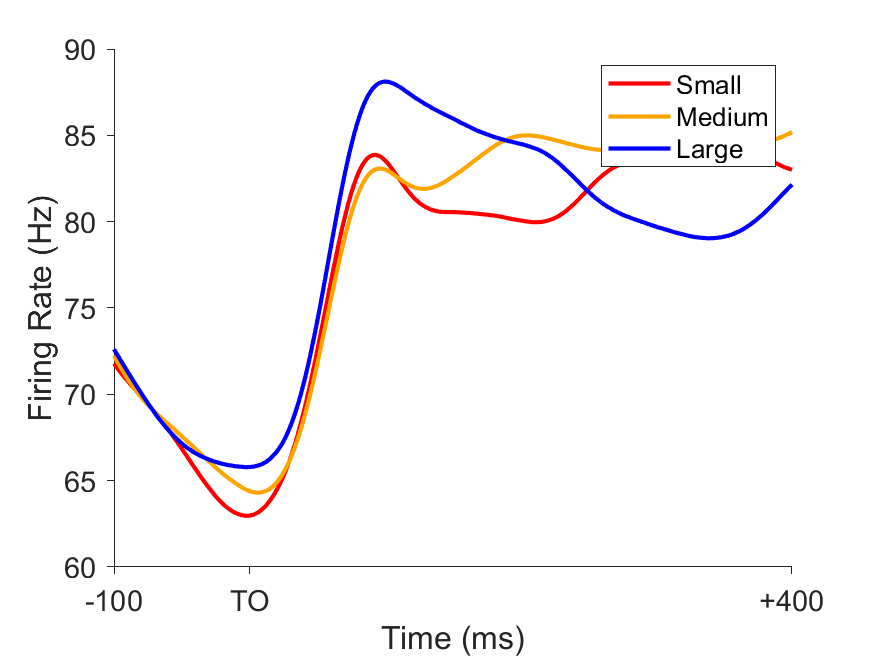 90
85
80
75
70
65
60
Firing Rate (Hz)
Small
Medium
Large
-100
TO
+400
Time (ms)